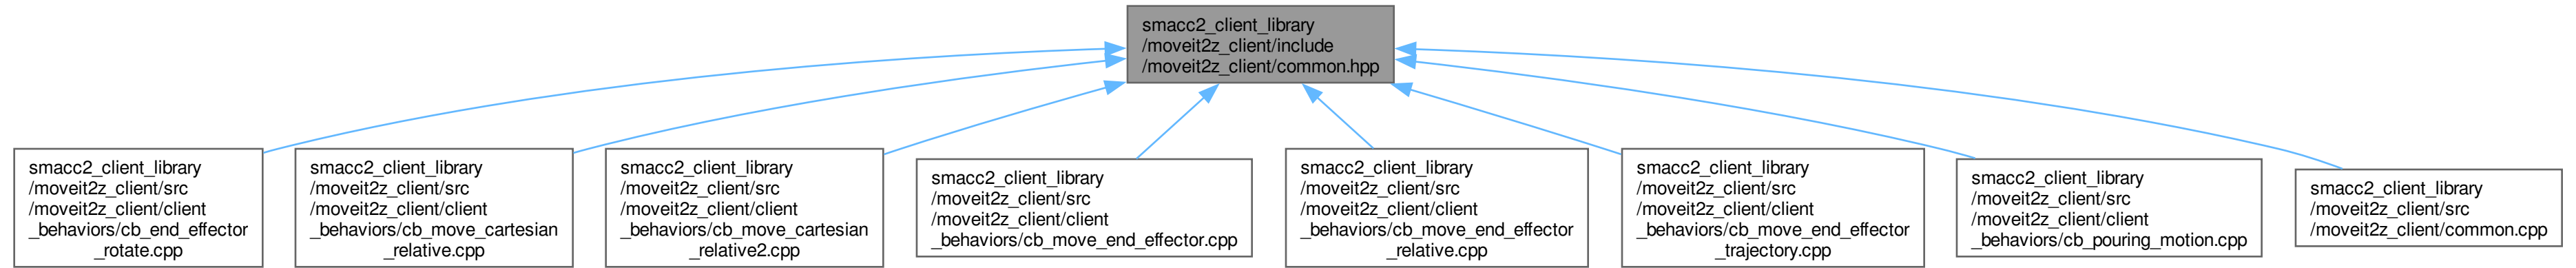 smacc2_client_library
/moveit2z_client/include
/moveit2z_client/common.hpp
smacc2_client_library
/moveit2z_client/src
/moveit2z_client/client
_behaviors/cb_end_effector
_rotate.cpp
smacc2_client_library
/moveit2z_client/src
/moveit2z_client/client
_behaviors/cb_move_cartesian
_relative.cpp
smacc2_client_library
/moveit2z_client/src
/moveit2z_client/client
_behaviors/cb_move_cartesian
_relative2.cpp
smacc2_client_library
/moveit2z_client/src
/moveit2z_client/client
_behaviors/cb_move_end_effector.cpp
smacc2_client_library
/moveit2z_client/src
/moveit2z_client/client
_behaviors/cb_move_end_effector
_relative.cpp
smacc2_client_library
/moveit2z_client/src
/moveit2z_client/client
_behaviors/cb_move_end_effector
_trajectory.cpp
smacc2_client_library
/moveit2z_client/src
/moveit2z_client/client
_behaviors/cb_pouring_motion.cpp
smacc2_client_library
/moveit2z_client/src
/moveit2z_client/common.cpp